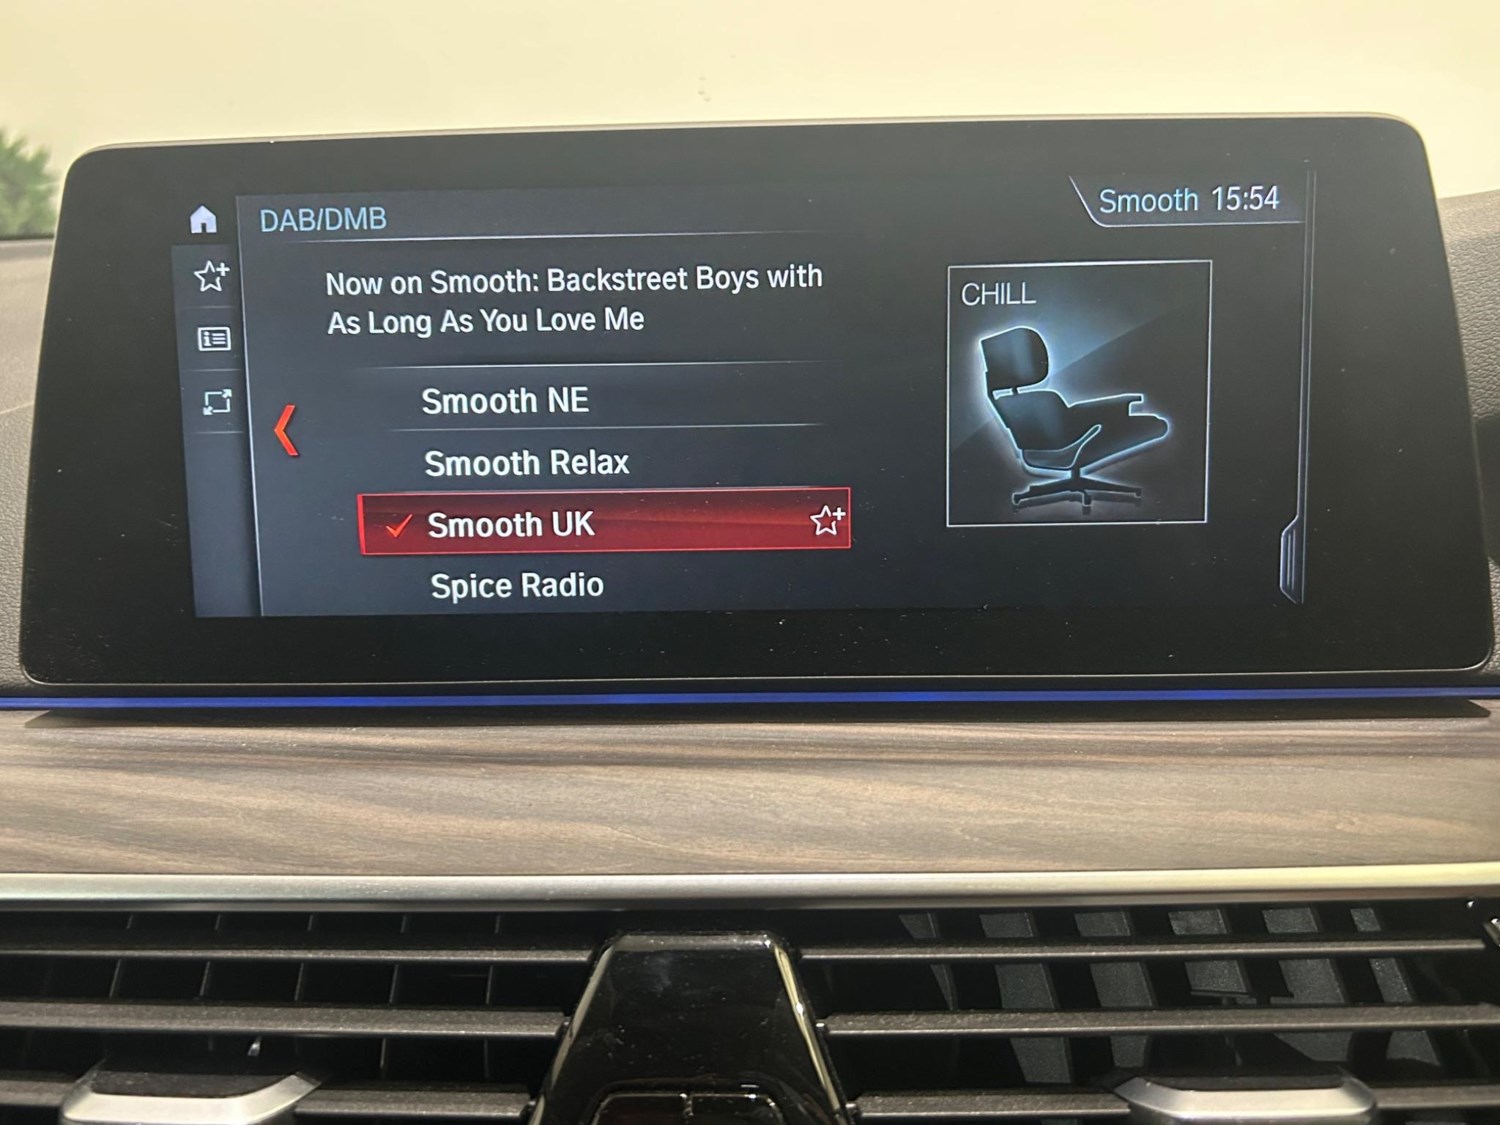 DAB/DMB
Smooth 15:54
Now on Smooth: Backstreet Boys with
As Long As You Love Me
CHILL
Smooth NE
Smooth Relax
Smooth UK
Spice Radio